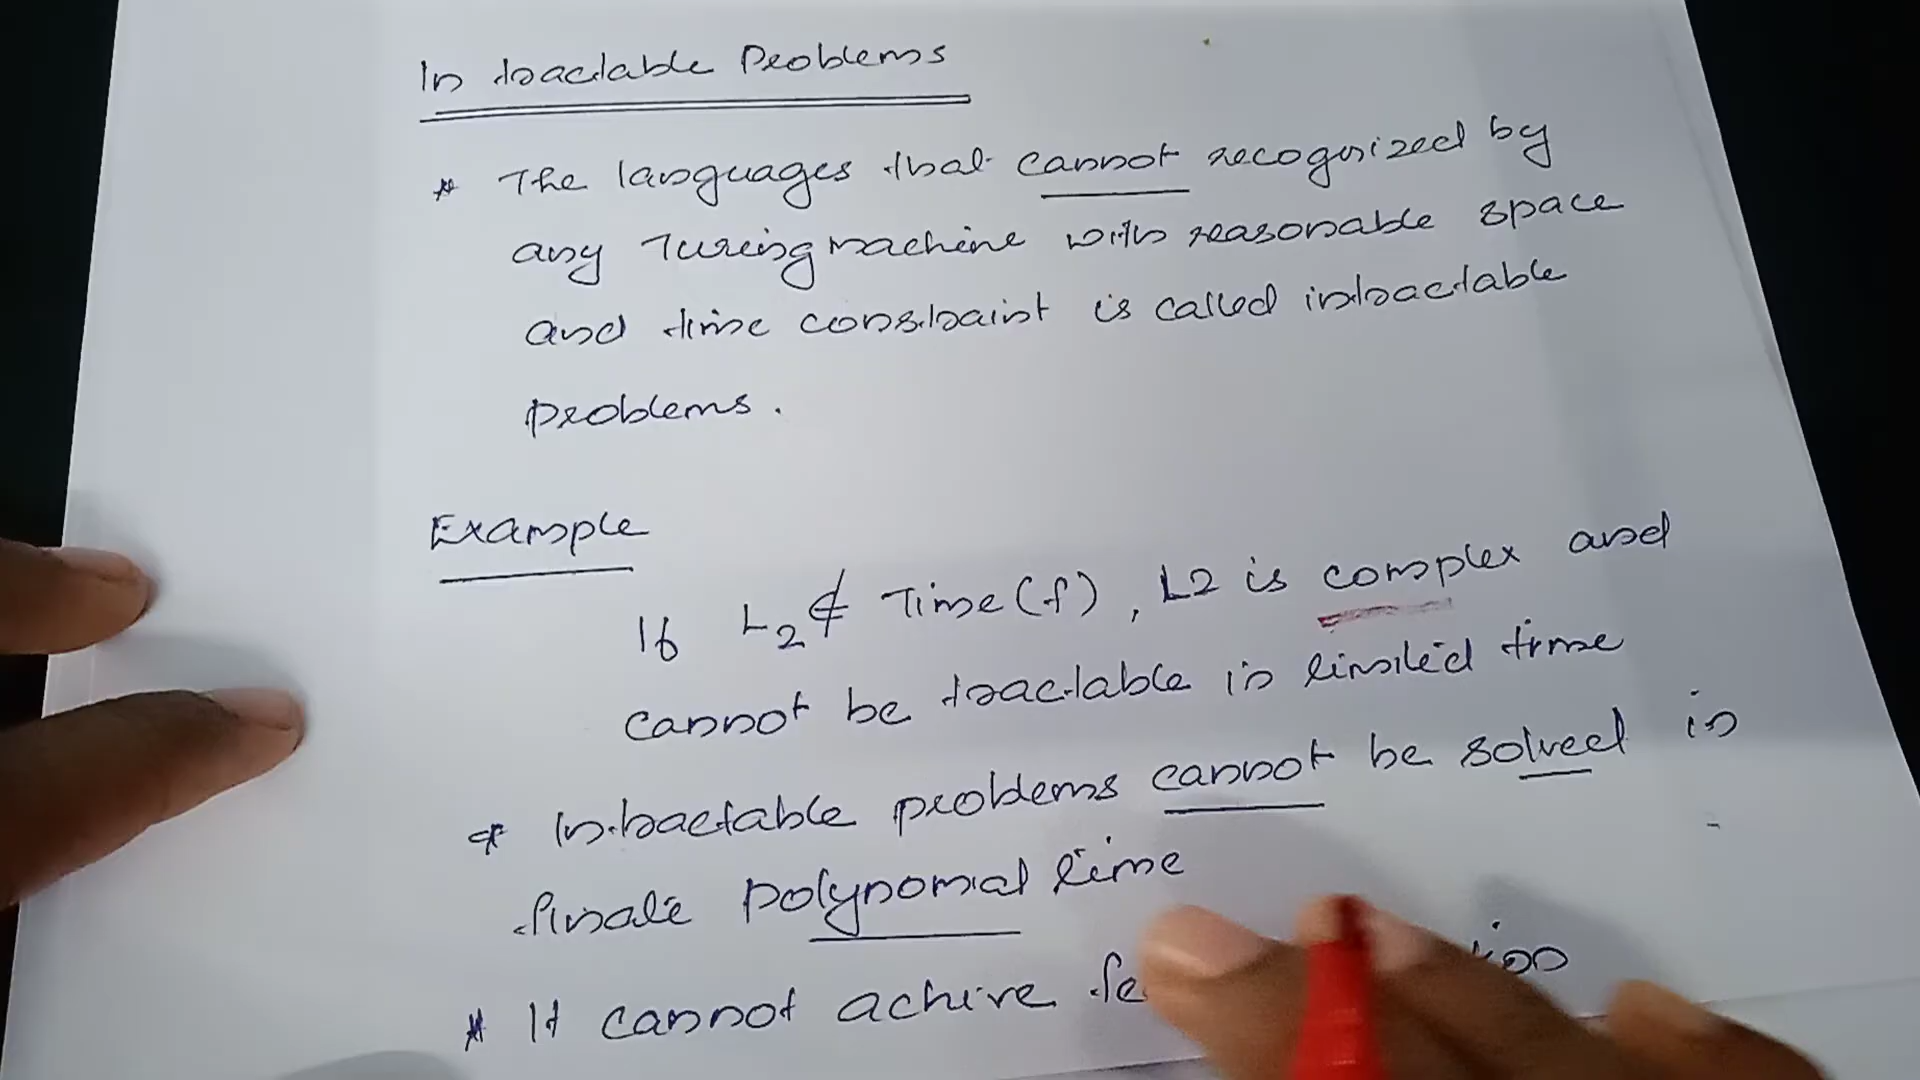 Intractable Problems
* The languages that cannot recognized by
any Turing machine with reasonable space
and time constraint is called intractable
problems.
Example
If L2 ∉ Time (f), L2 is complex and
cannot be tractable in limited time
* Intractable problems cannot be solved in
finate polynomial time
* It cannot achive